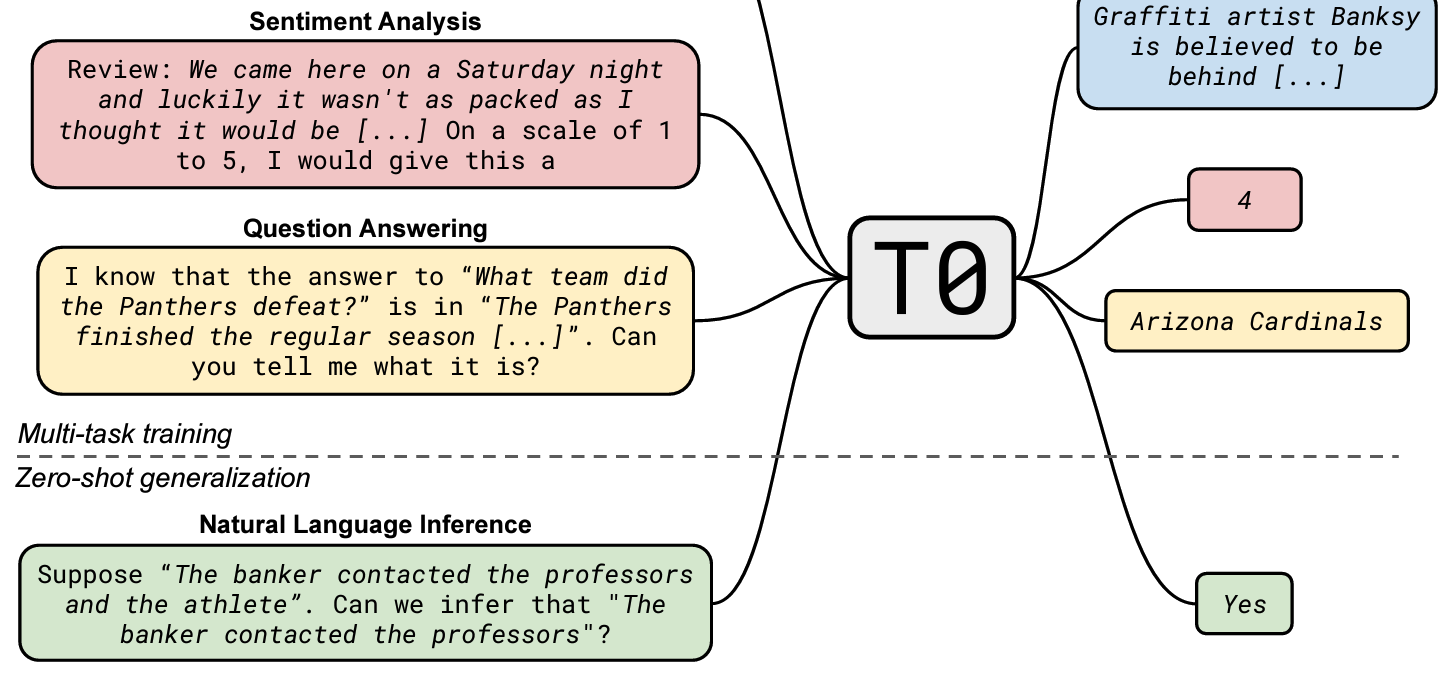 Sentiment Analysis
Review: We came here on a Saturday night
and luckily it wasn't as packed as I
thought it would be [...] On a scale of 1
to 5, I would give this a
Question Answering
I know that the answer to “What team did
the Panthers defeat?” is in “The Panthers
finished the regular season [...]”. Can
you tell me what it is?
Multi-task training
Zero-shot generalization
Natural Language Inference
Suppose “The banker contacted the professors
and the athlete”. Can we infer that "The
banker contacted the professors"?
T0
Graffiti artist Banksy
is believed to be
behind [...]
4
Arizona Cardinals
Yes